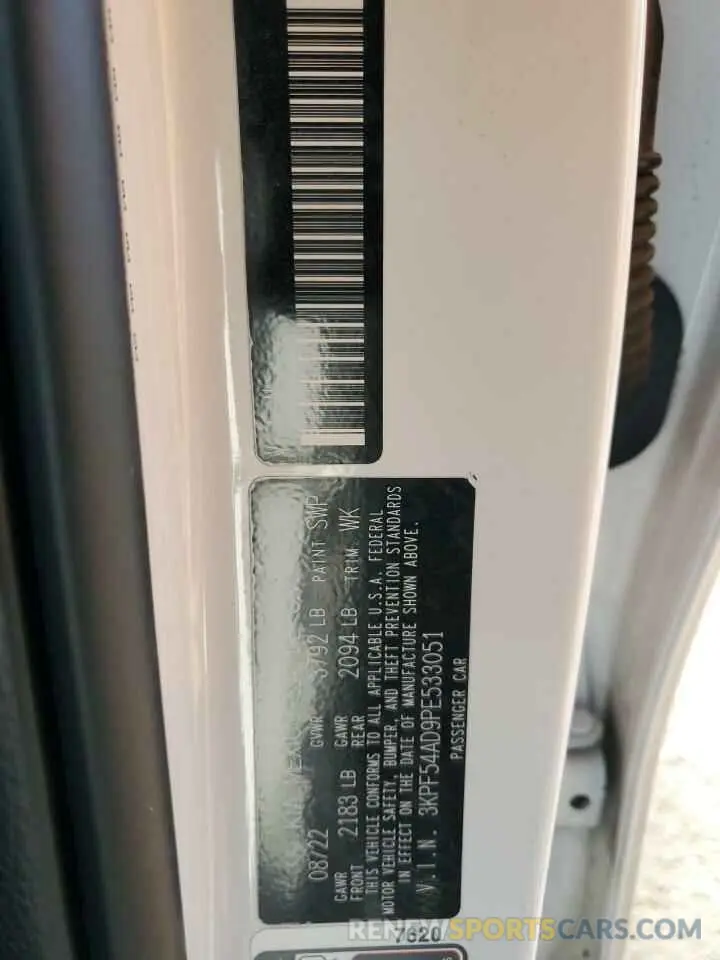 08/22 GVWR 3792 LB PAINT SWP
GAWR FRONT 2183 LB GAWR REAR 2094 LB TRIM WK
THIS VEHICLE CONFORMS TO ALL APPLICABLE U.S.A. FEDERAL
MOTOR VEHICLE SAFETY, BUMPER, AND THEFT PREVENTION STANDARDS
IN EFFECT ON THE DATE OF MANUFACTURE SHOWN ABOVE.
V.I.N. 3KPF54AD9PE533051
PASSENGER CAR
7620
RENEWSPORTSCARS.COM